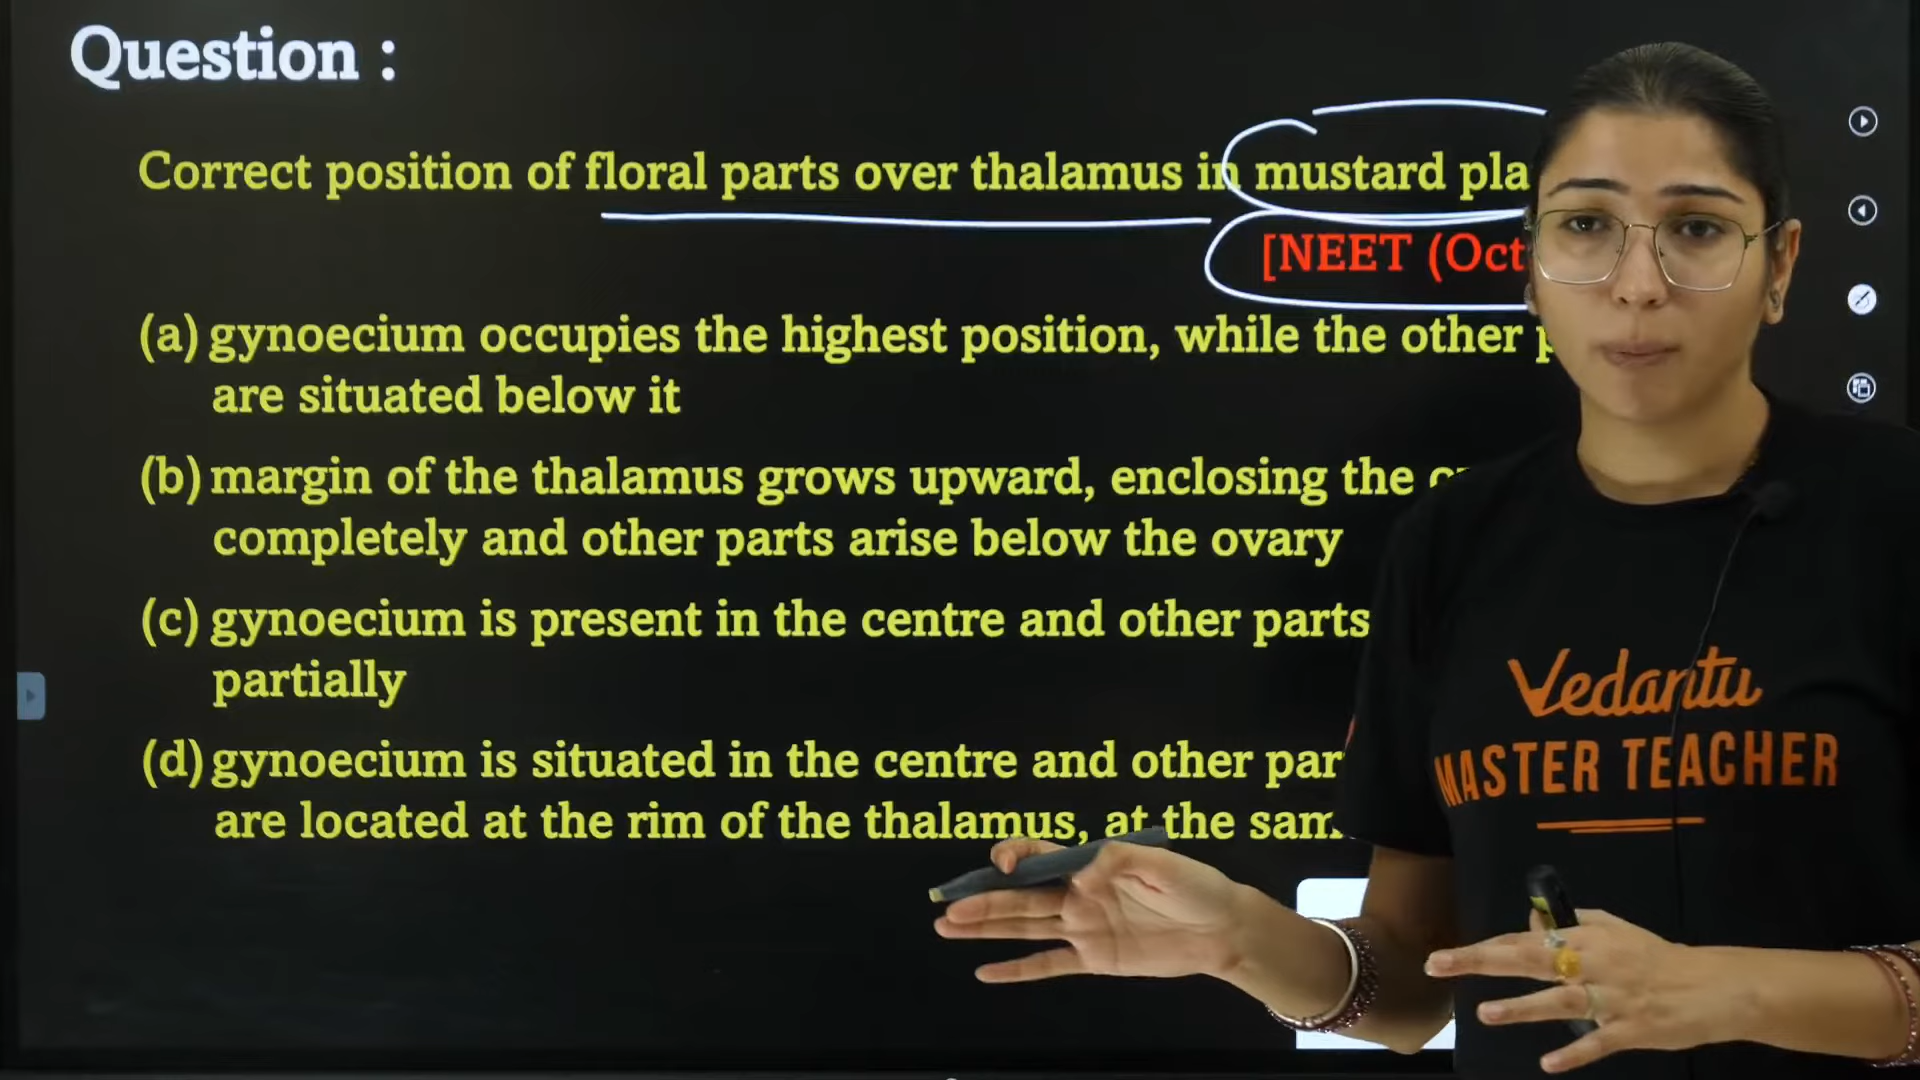 Question :
Correct position of floral parts over thalamus in mustard
[NEET (Oct
(a) gynoecium occupies the highest position, while the other
are situated below it
(b) margin of the thalamus grows upward, enclosing the
completely and other parts arise below the ovary
(c) gynoecium is present in the centre and other parts
partially
(d) gynoecium is situated in the centre and other
are located at the rim of the thalamus, at the
Vedantu
MASTER TEACHER